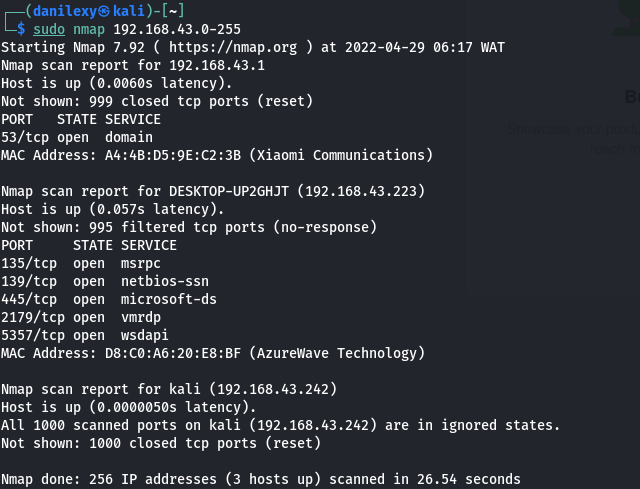 ┌──(danilexy㉿kali)-[~]
└─$ sudo nmap 192.168.43.0-255
Starting Nmap 7.92 ( https://nmap.org ) at 2022-04-29 06:17 WAT
Nmap scan report for 192.168.43.1
Host is up (0.0060s latency).
Not shown: 999 closed tcp ports (reset)
PORT   STATE SERVICE
53/tcp open  domain
MAC Address: A4:4B:D5:9E:C2:3B (Xiaomi Communications)

Nmap scan report for DESKTOP-UP2GHJT (192.168.43.223)
Host is up (0.057s latency).
Not shown: 995 filtered tcp ports (no-response)
PORT     STATE SERVICE
135/tcp  open  msrpc
139/tcp  open  netbios-ssn
445/tcp  open  microsoft-ds
2179/tcp open  vmrdp
5357/tcp open  wsdapi
MAC Address: D8:C0:A6:20:E8:BF (AzureWave Technology)

Nmap scan report for kali (192.168.43.242)
Host is up (0.0000050s latency).
All 1000 scanned ports on kali (192.168.43.242) are in ignored states.
Not shown: 1000 closed tcp ports (reset)

Nmap done: 256 IP addresses (3 hosts up) scanned in 26.54 seconds